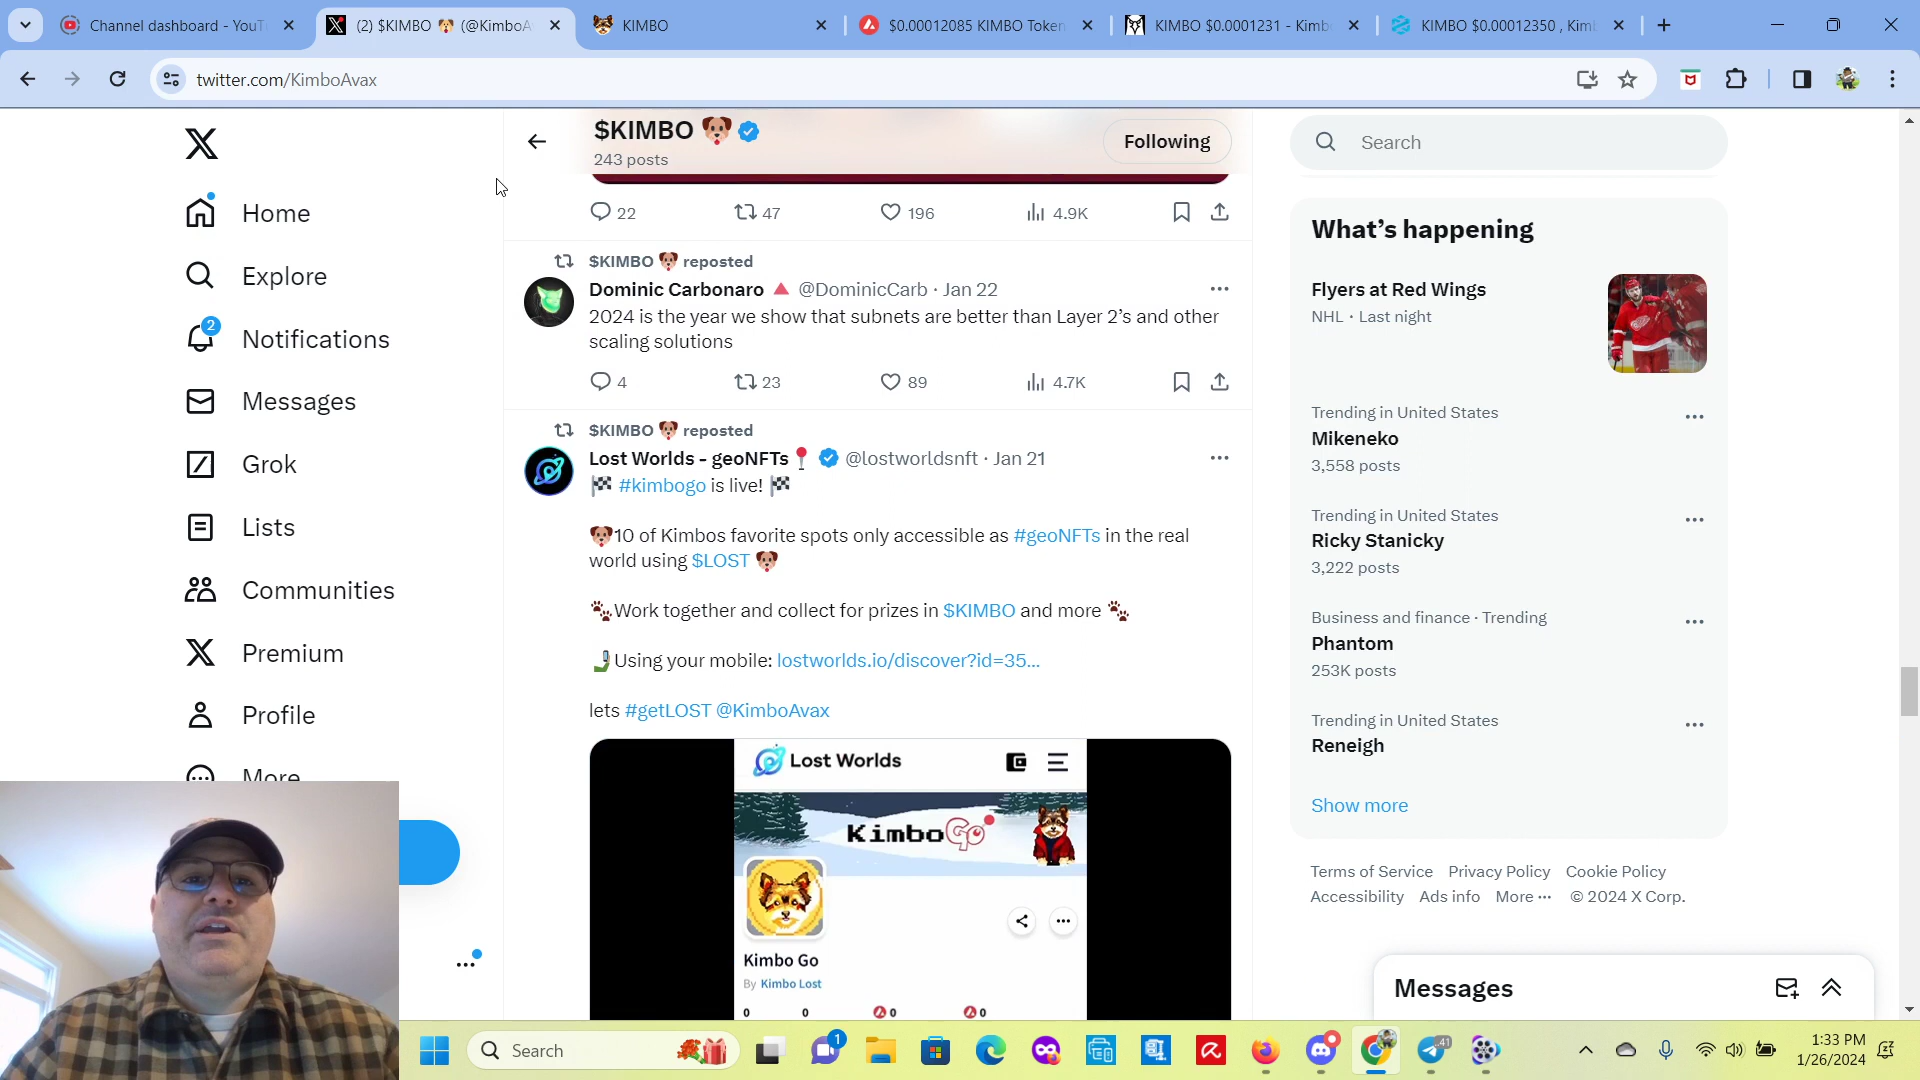 Channel dashboard - YouT
(2) $KIMBO 🐶 (@KimboA
KIMBO
$0.00012085 KIMBO Token
KIMBO $0.0001231 - Kimb
KIMBO $0.00012350 , Kim
twitter.com/KimboAvax
$KIMBO 🐶
243 posts
Following
Search
Home
Explore
2
Notifications
Messages
Grok
Lists
Communities
Premium
Profile
More
22 47 196 4.9K
$KIMBO 🐶 reposted
Dominic Carbonaro 🔺 @DominicCarb · Jan 22
2024 is the year we show that subnets are better than Layer 2’s and other
scaling solutions
4 23 89 4.7K
$KIMBO 🐶 reposted
Lost Worlds - geoNFTs📍 @lostworldsnft · Jan 21
🏁 #kimbogo is live! 🏁
🐶10 of Kimbos favorite spots only accessible as #geoNFTs in the real
world using $LOST 🐶
🐾Work together and collect for prizes in $KIMBO and more 🐾
🤳Using your mobile: lostworlds.io/discover?id=35...
lets #getLOST @KimboAvax
Lost Worlds
Kimbo Go
Kimbo Go
By Kimbo Lost
0 0 0 0
What’s happening
Flyers at Red Wings
NHL · Last night
Trending in United States
Mikeneko
3,558 posts
Trending in United States
Ricky Stanicky
3,222 posts
Business and finance · Trending
Phantom
253K posts
Trending in United States
Reneigh
Show more
Terms of Service Privacy Policy Cookie Policy
Accessibility Ads info More ··· © 2024 X Corp.
Messages
Search
1
41
1:33 PM
1/26/2024